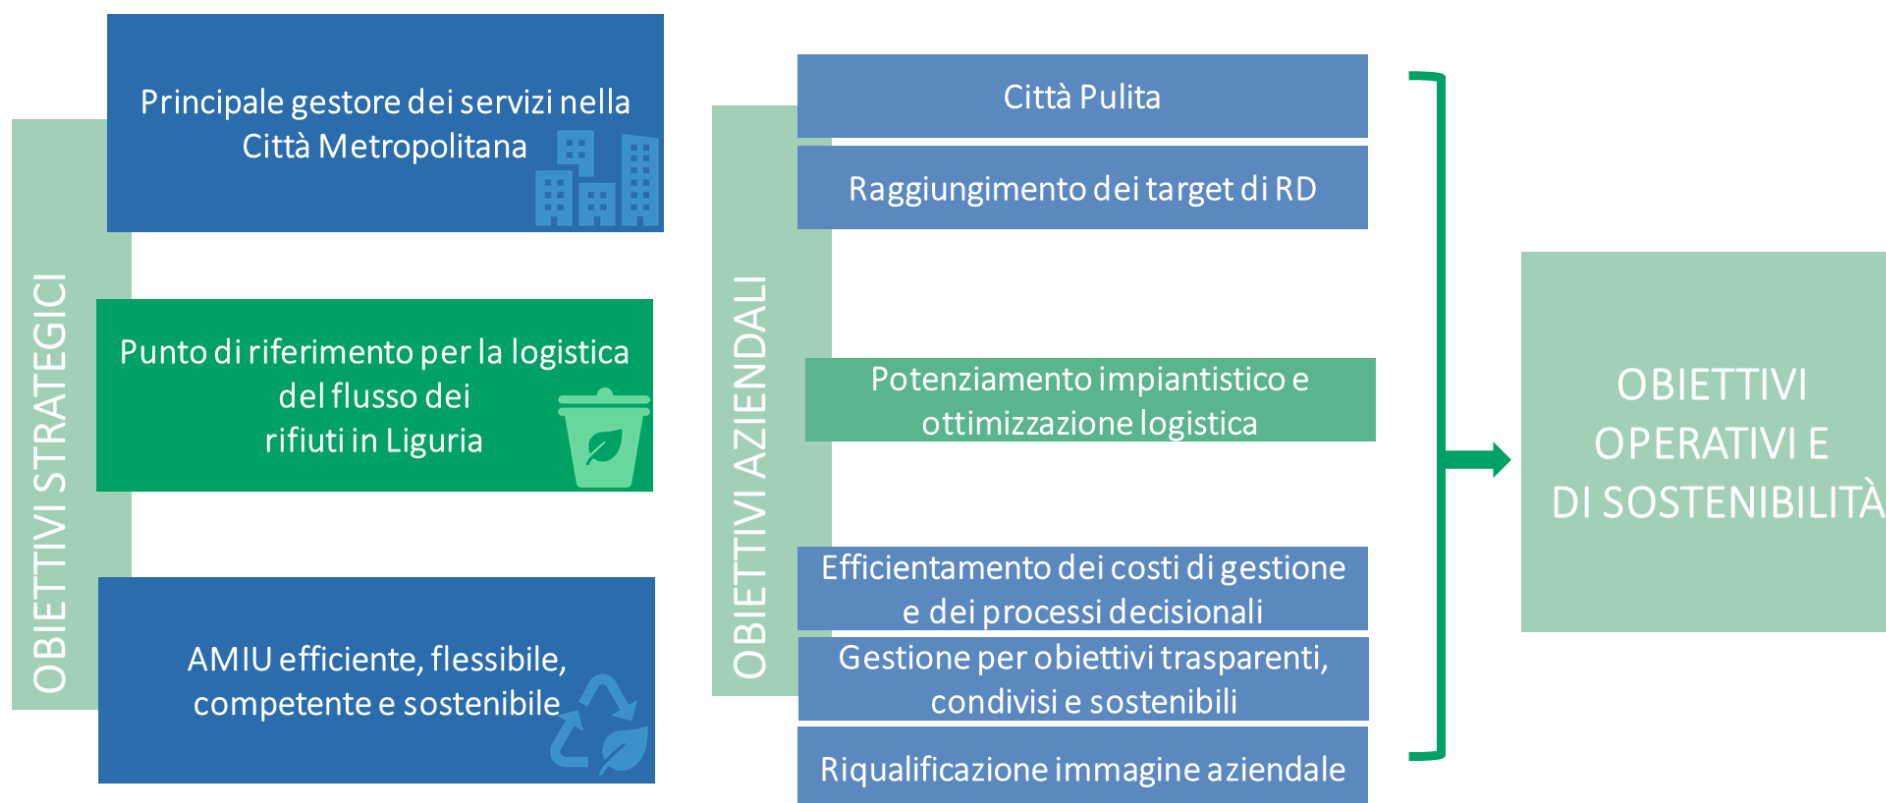 OBIETTIVI STRATEGICI
Principale gestore dei servizi nella
Città Metropolitana
Punto di riferimento per la logistica
del flusso dei
rifiuti in Liguria
AMIU efficiente, flessibile,
competente e sostenibile
OBIETTIVI AZIENDALI
Città Pulita
Raggiungimento dei target di RD
Potenziamento impiantistico e
ottimizzazione logistica
Efficientamento dei costi di gestione
e dei processi decisionali
Gestione per obiettivi trasparenti,
condivisi e sostenibili
Riqualificazione immagine aziendale
OBIETTIVI
OPERATIVI E
DI SOSTENIBILITÀ